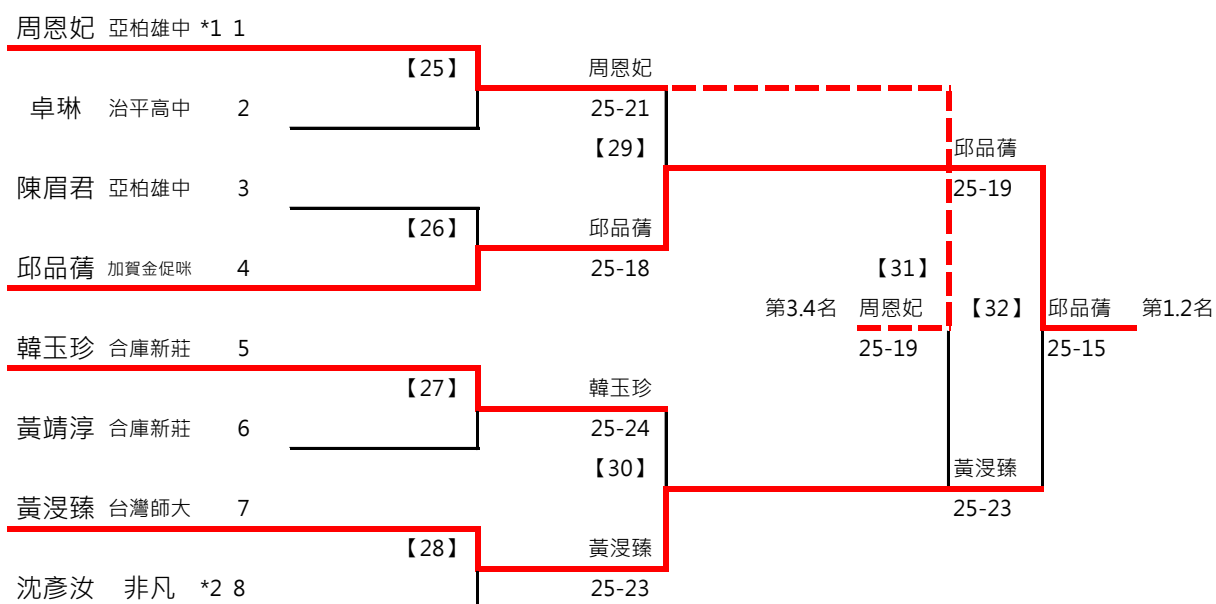 周恩妃 亞柏雄中 *1 1
【25】 周恩妃
卓琳 治平高中 2 25-21
【29】 邱品蒨
陳眉君 亞柏雄中 3 25-19
【26】 邱品蒨
邱品蒨 加賀金促咪 4 25-18 【31】
第3.4名 周恩妃 【32】 邱品蒨 第1.2名
韓玉珍 合庫新莊 5 25-19 25-15
【27】 韓玉珍
黃靖淳 合庫新莊 6 25-24
【30】 黃湿臻
黃湿臻 台灣師大 7 25-23
【28】 黃湿臻
沈彥汝 非凡 *2 8 25-23